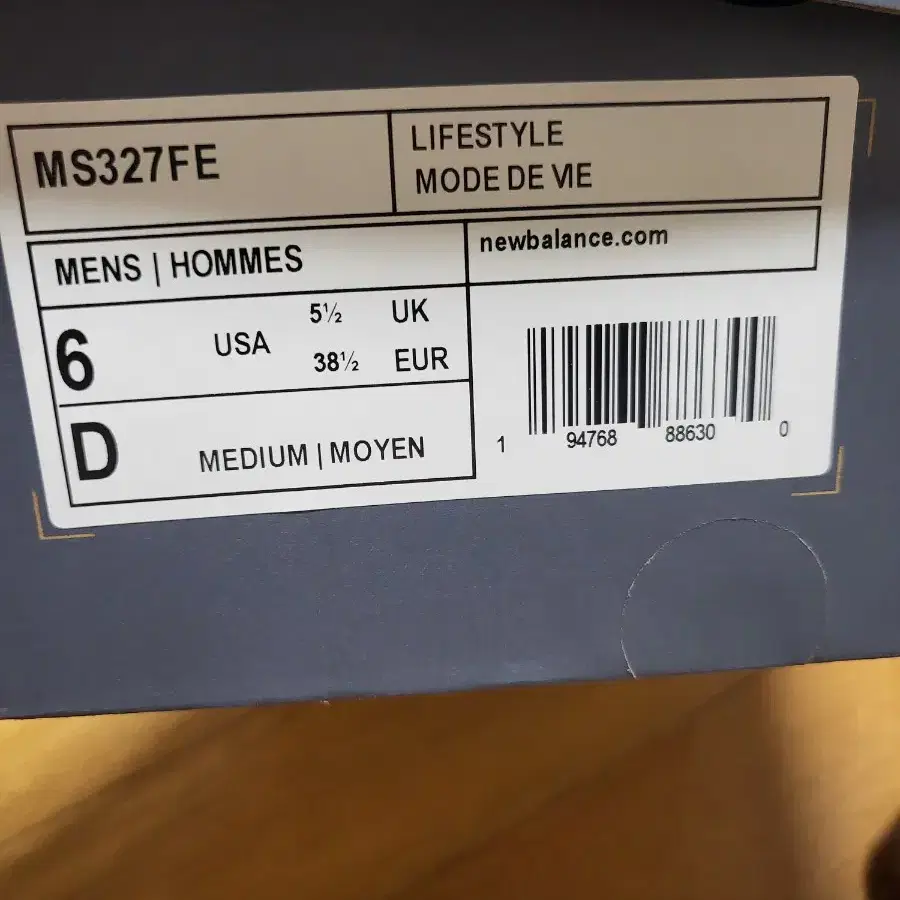 MS327FE
LIFESTYLE
MODE DE VIE
MENS | HOMMES
newbalance.com
6 USA 5½ UK
38½ EUR
D MEDIUM | MOYEN
1 94768 88630 0